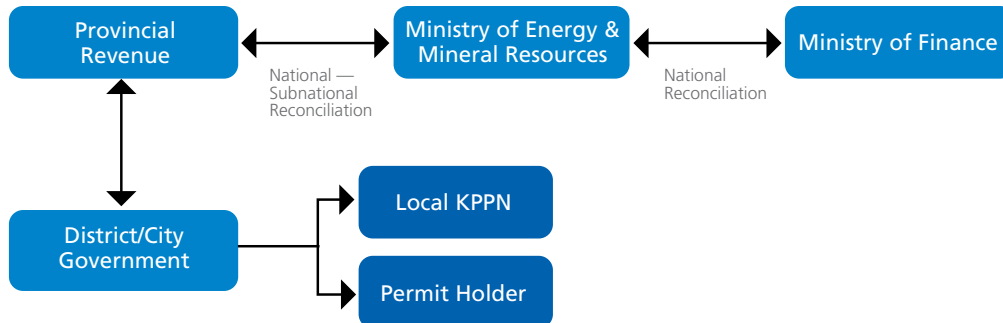 Provincial
Revenue
Ministry of Energy &
Mineral Resources
Ministry of Finance
National —
Subnational
Reconciliation
National
Reconciliation
Local KPPN
District/City
Government
Permit Holder